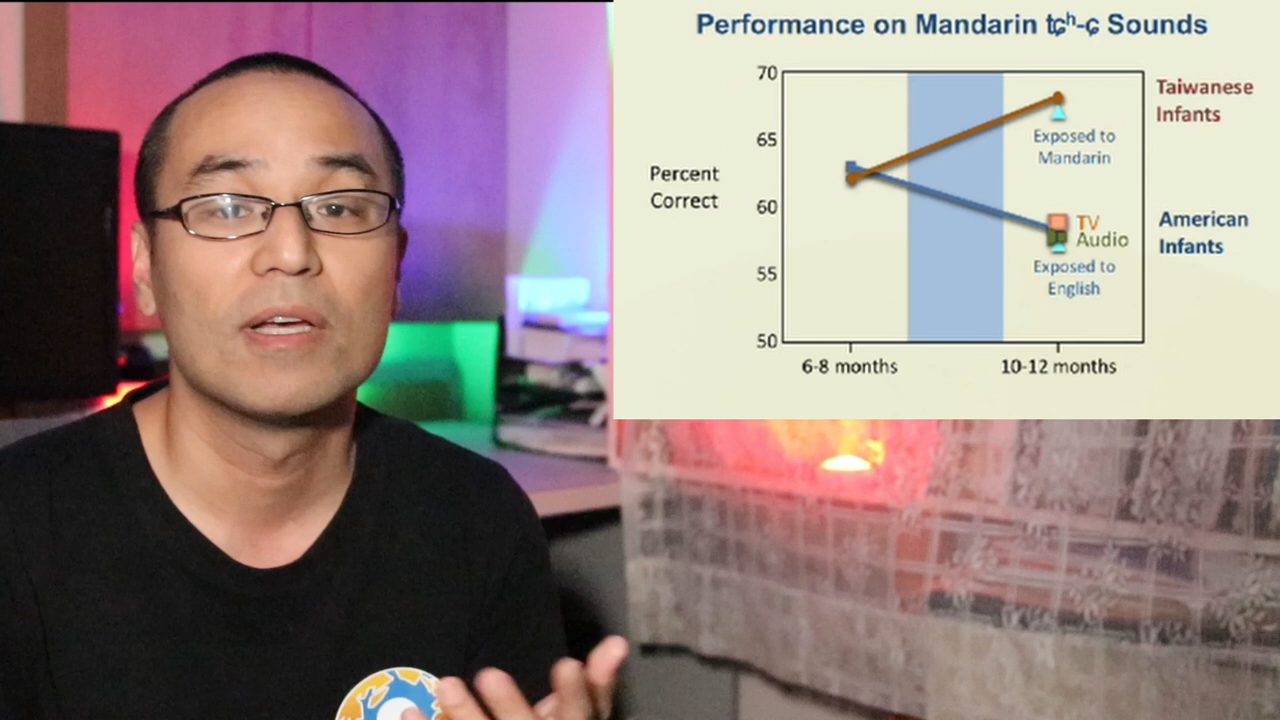 Performance on Mandarin tɕʰ-ɕ Sounds
70
65
60
55
50
Percent
Correct
Taiwanese
Infants
Exposed to
Mandarin
TV
Audio
American
Infants
Exposed to
English
6-8 months
10-12 months